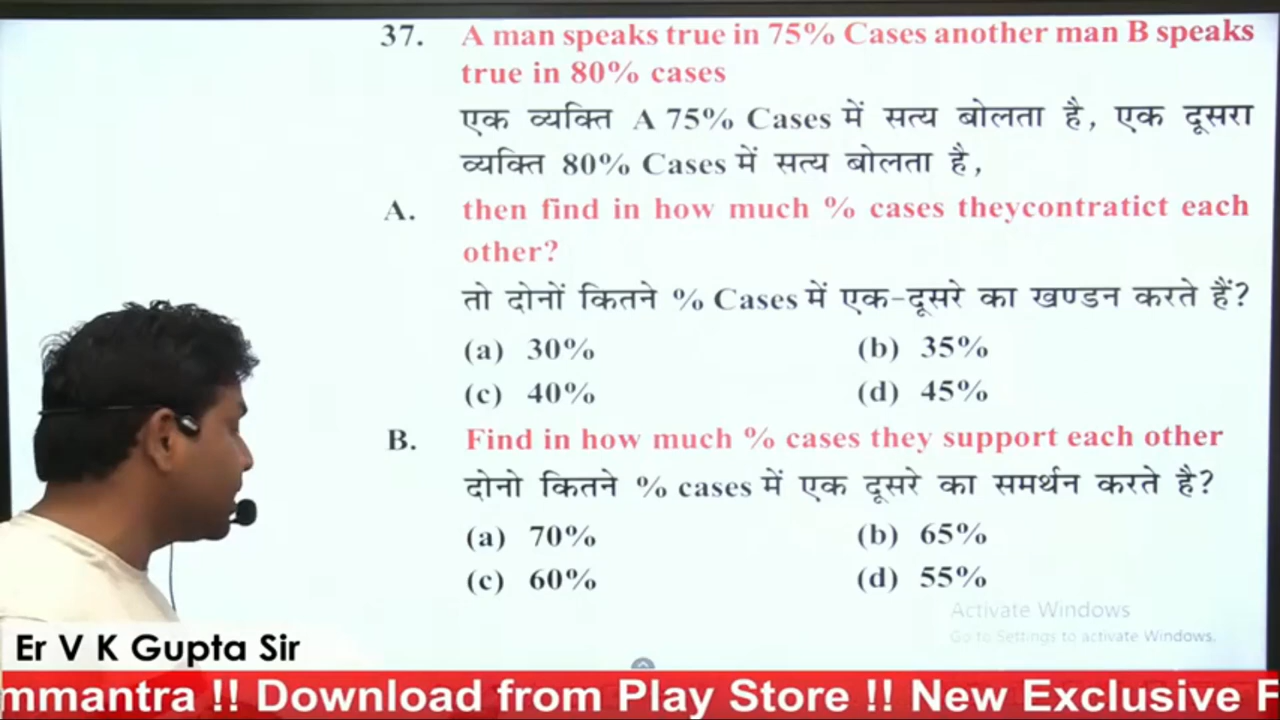 37. A man speaks true in 75% Cases another man B speaks
true in 80% cases
एक व्यक्ति A 75% Cases में सत्य बोलता है, एक दूसरा
व्यक्ति 80% Cases में सत्य बोलता है,
A. then find in how much % cases theycontratict each
other?
तो दोनों कितने % Cases में एक-दूसरे का खण्डन करते हैं?
(a) 30% (b) 35%
(c) 40% (d) 45%
B. Find in how much % cases they support each other
दोनो कितने % cases में एक दूसरे का समर्थन करते है?
(a) 70% (b) 65%
(c) 60% (d) 55%
Activate Windows
Go to Settings to activate Windows.
Er V K Gupta Sir
mmantra !! Download from Play Store !! New Exclusive F